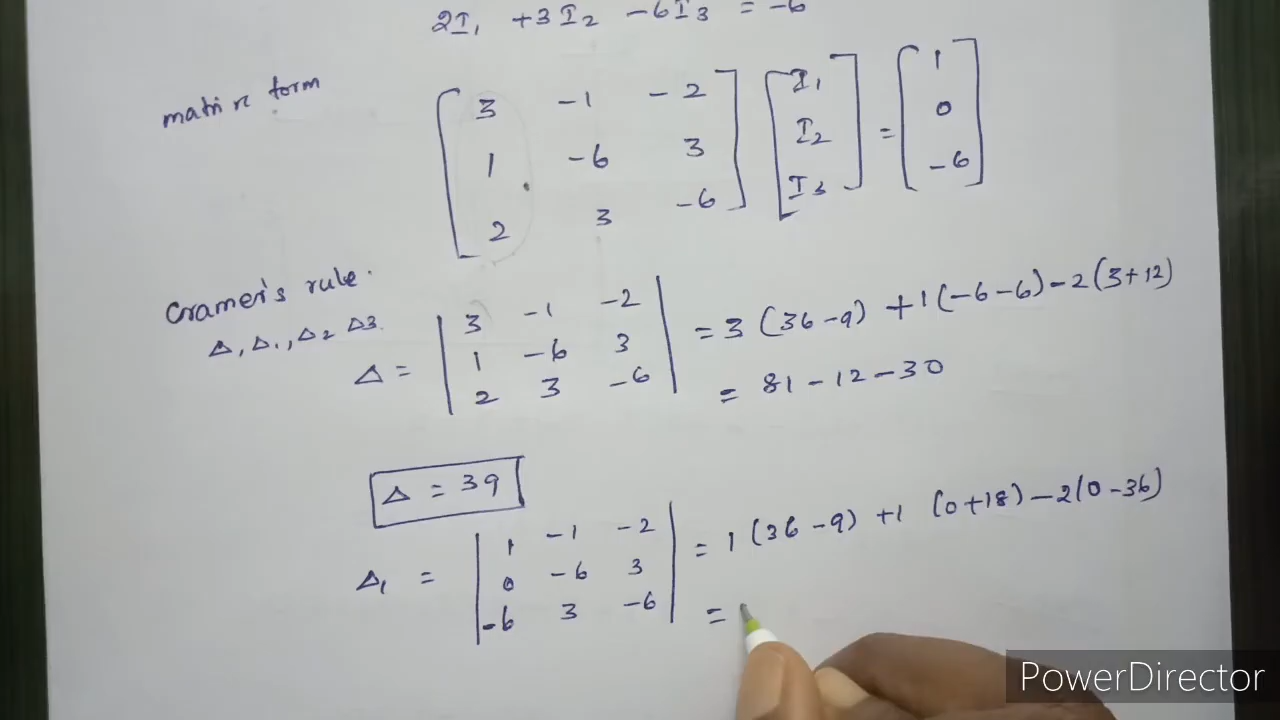 2I₁ +3I₂ -6I₃ = -6
matrix form
[3 -1 -2] [I₁] = [1]
[1 -6 3] [I₂] [0]
[2 3 -6] [I₃] [-6]
Cramer's rule.
Δ, Δ₁, Δ₂ Δ3.
Δ = |3 -1 -2| = 3 (36-9) +1(-6-6)-2(3+12)
|1 -6 3|
|2 3 -6| = 81-12-30
Δ = 39
Δ₁ = |1 -1 -2| = 1 (36-9) +1 (0+18)-2(0-36)
|0 -6 3|
|-6 3 -6| =
PowerDirector